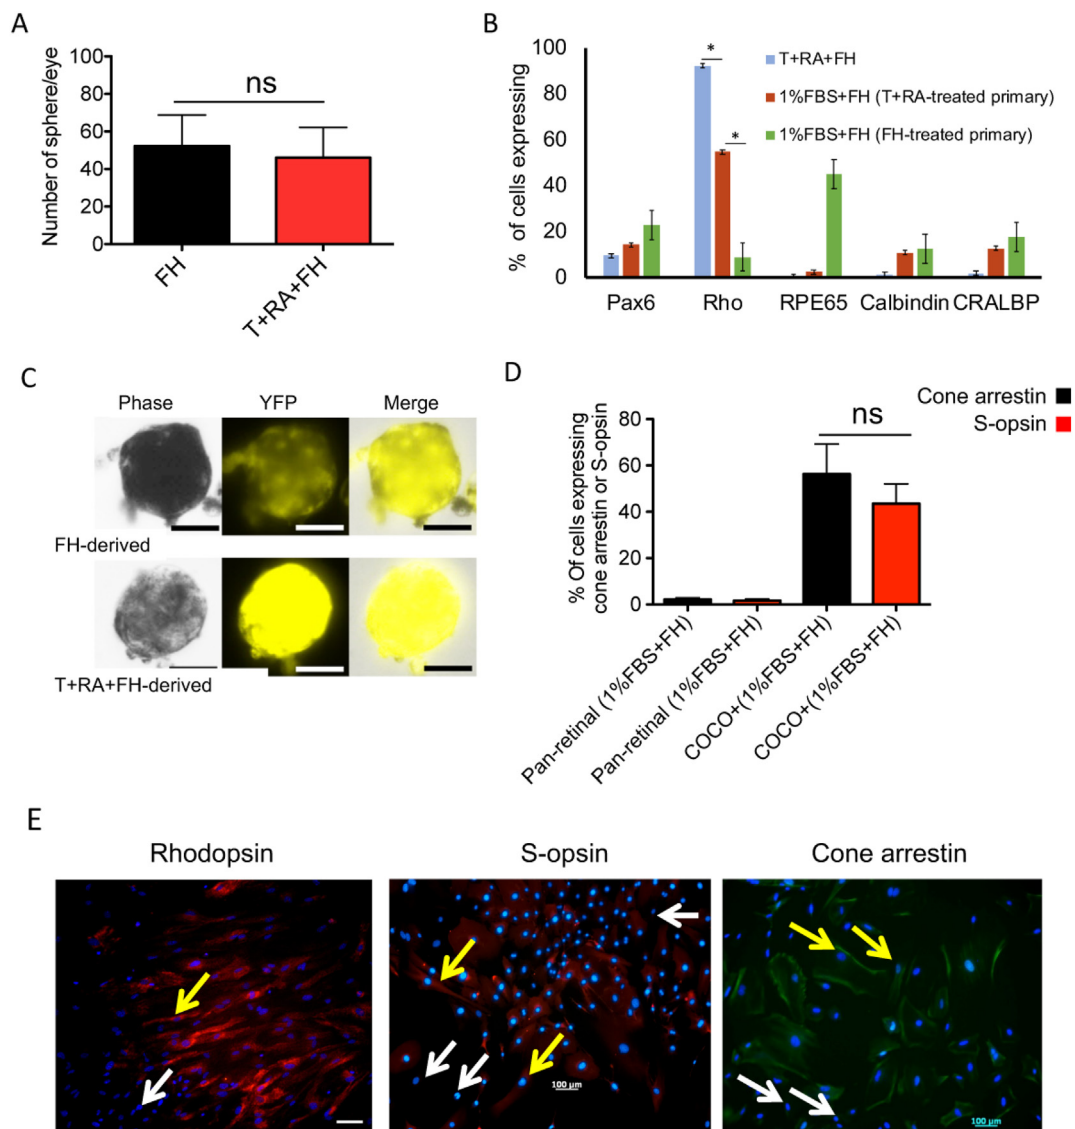 A
Number of sphere/eye
100
80
60
40
20
0
ns
FH
T+RA+FH
B
% of cells expressing
100
80
60
40
20
0
*
*
T+RA+FH
1%FBS+FH (T+RA-treated primary)
1%FBS+FH (FH-treated primary)
Pax6 Rho RPE65 Calbindin CRALBP
C
Phase YFP Merge
FH-derived
T+RA+FH-derived
D
Cone arrestin
S-opsin
% Of cells expressing
cone arrestin or S-opsin
80
60
40
20
0
ns
Pan-retinal (1%FBS+FH)
Pan-retinal (1%FBS+FH)
COCO+(1%FBS+FH)
COCO+(1%FBS+FH)
E
Rhodopsin S-opsin Cone arrestin
100 µm
100 µm